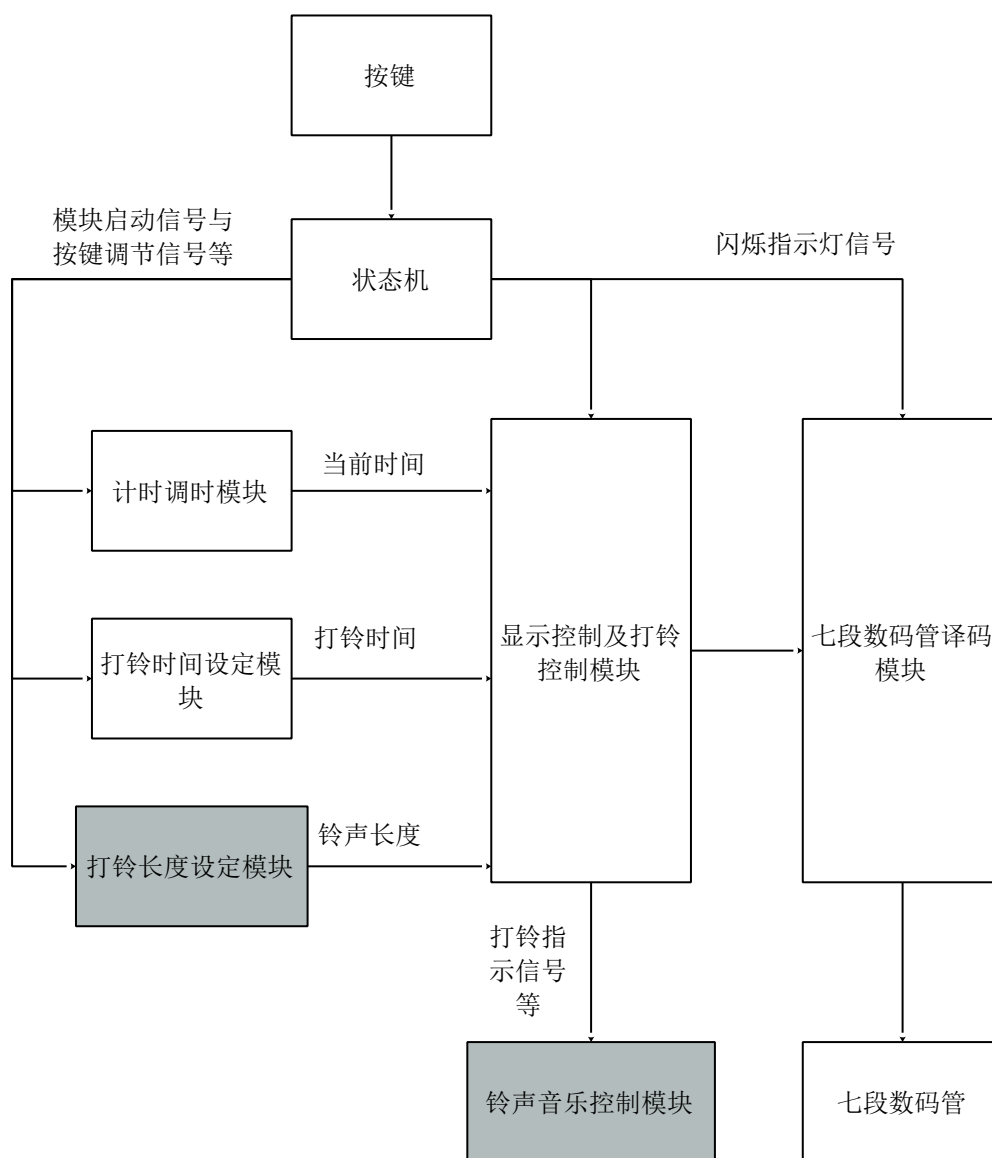 按键
模块启动信号与
按键调节信号等
状态机
闪烁指示灯信号
计时调时模块
当前时间
打铃时间设定模
块
打铃时间
显示控制及打铃
控制模块
七段数码管译码
模块
打铃长度设定模块
铃声长度
打铃指
示信号
等
铃声音乐控制模块
七段数码管